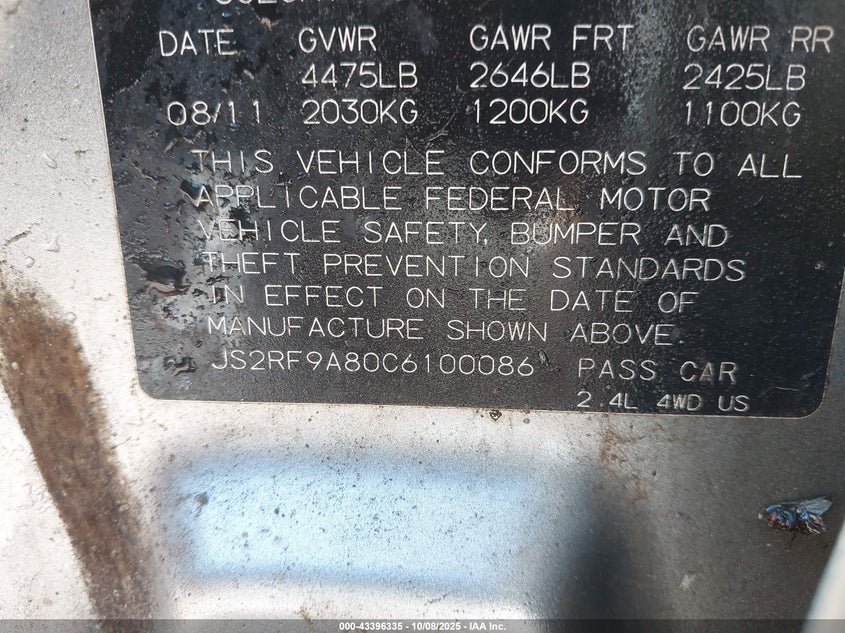 DATE GVWR GAWR FRT GAWR RR
4475LB 2646LB 2425LB
08/11 2030KG 1200KG 1100KG
THIS VEHICLE CONFORMS TO ALL
APPLICABLE FEDERAL MOTOR
VEHICLE SAFETY, BUMPER AND
THEFT PREVENTION STANDARDS
IN EFFECT ON THE DATE OF
MANUFACTURE SHOWN ABOVE.
JS2RF9A80C6100086 PASS CAR
2.4L 4WD US
000-43396335 - 10/08/2025 - IAA Inc.